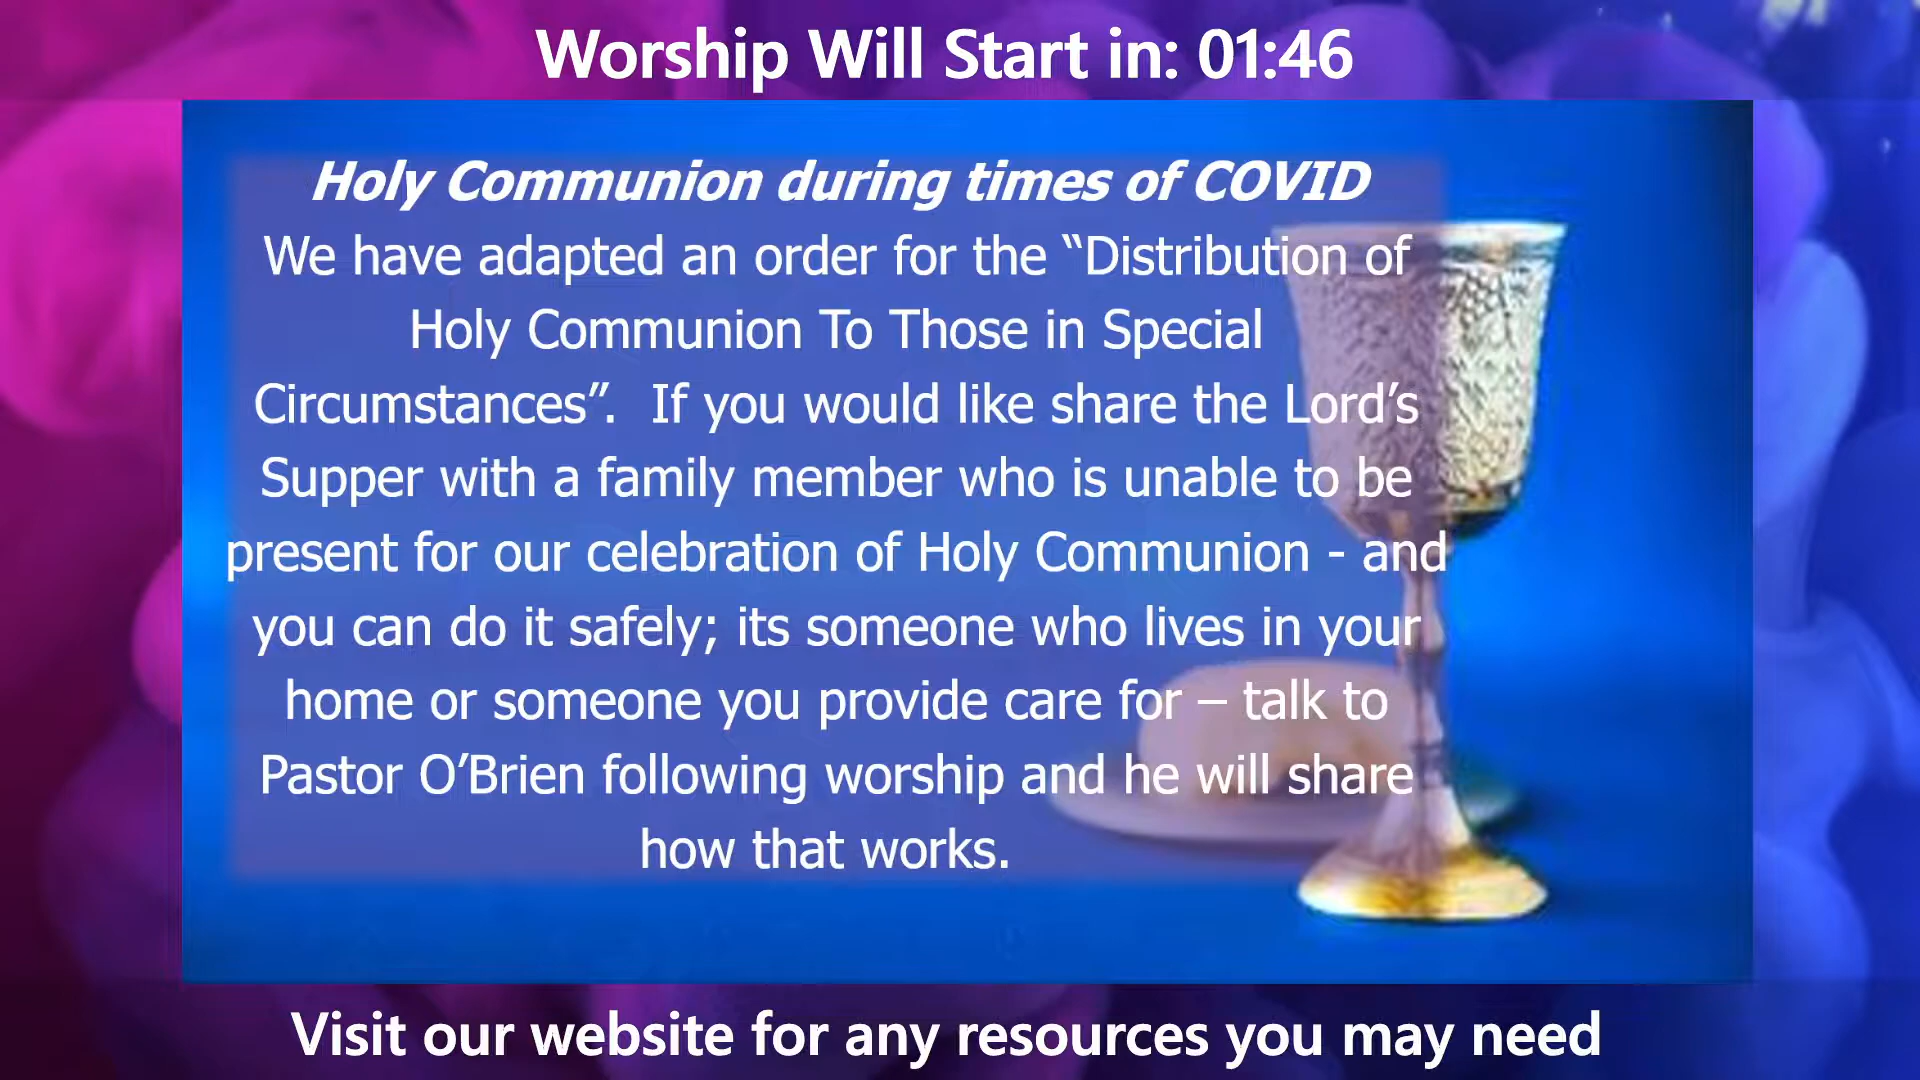 Worship Will Start in: 01:46
Holy Communion during times of COVID
We have adapted an order for the “Distribution of
Holy Communion To Those in Special
Circumstances”.  If you would like share the Lord’s
Supper with a family member who is unable to be
present for our celebration of Holy Communion - and
you can do it safely; its someone who lives in your
home or someone you provide care for – talk to
Pastor O’Brien following worship and he will share
how that works.
Visit our website for any resources you may need